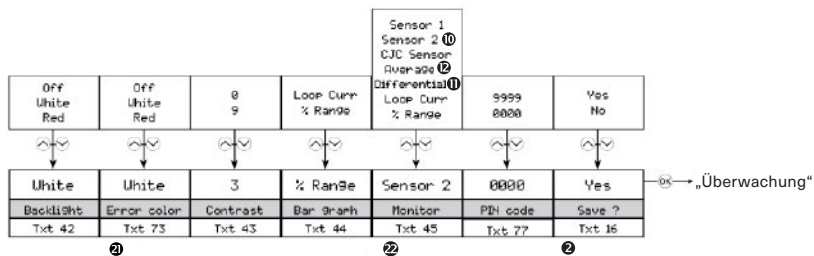 Sensor 1
Sensor 2 ⑩
CJC Sensor
Average ⑫
Differential ⑪
Loop Curr
% Range
Off
White
Red
Off
White
Red
0
9
Loop Curr
% Range
9999
0000
Yes
No
White
White
3
% Range
Sensor 2
0000
Yes
OK
„Überwachung“
Backlight
Error color
Contrast
Bar graph
Monitor
PIN code
Save ?
Txt 42
Txt 73
Txt 43
Txt 44
Txt 45
Txt 77
Txt 16
㉑
㉒
②